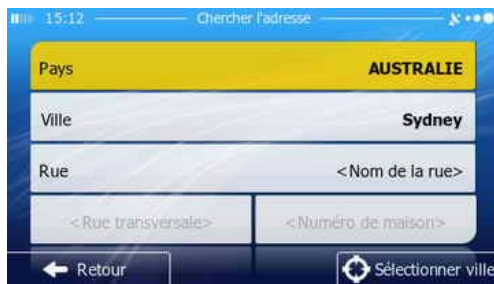 15:12 Chercher l'adresse
Pays AUSTRALIE
Ville Sydney
Rue <Nom de la rue>
<Rue transversale> <Numéro de maison>
Retour Sélectionner ville